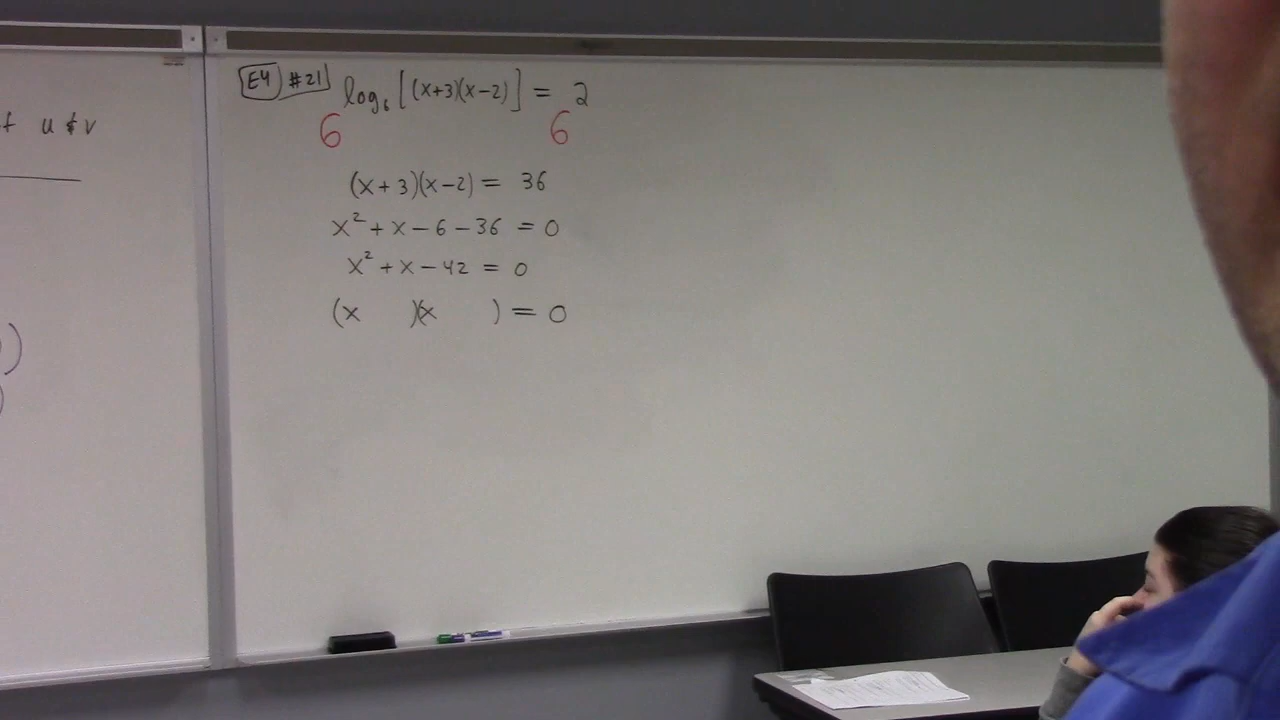 u & v
E4 #21 log₆[(x+3)(x-2)] = 2
6 6
(x+3)(x-2) = 36
x² + x - 6 - 36 = 0
x² + x - 42 = 0
(x )(x ) = 0